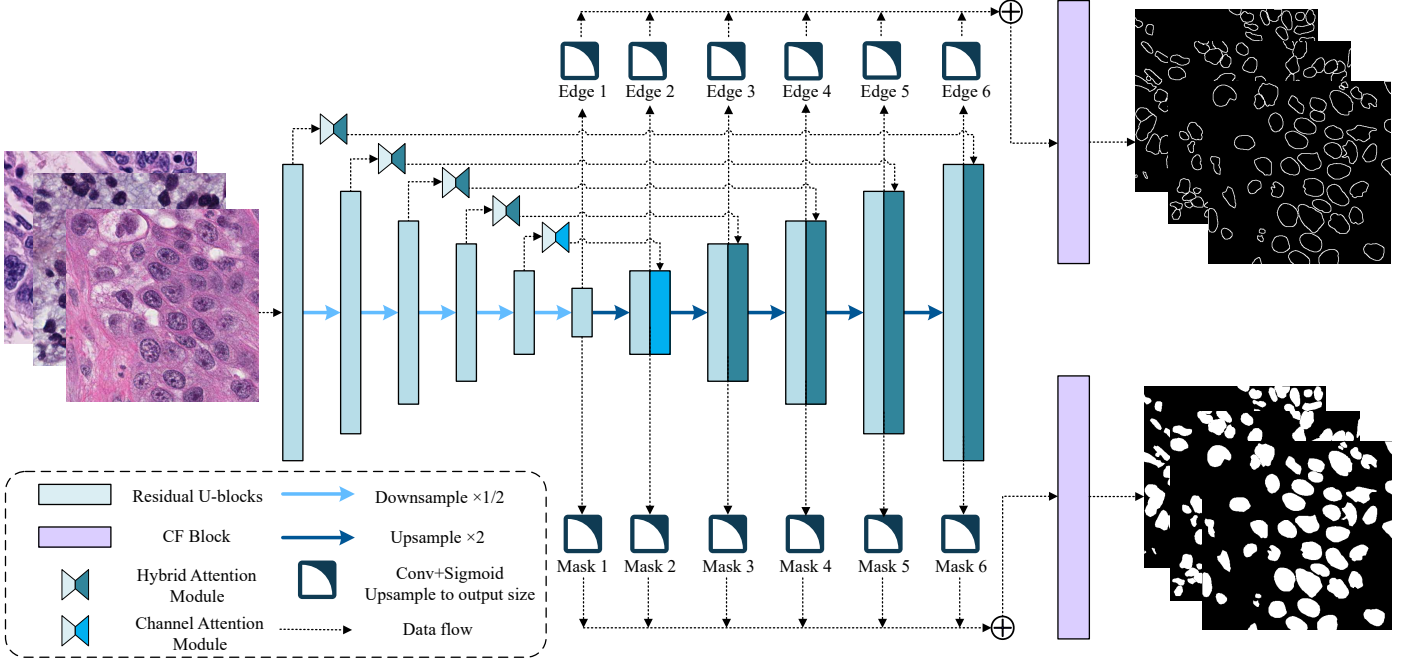 Edge 1 Edge 2 Edge 3 Edge 4 Edge 5 Edge 6
Residual U-blocks
Downsample ×1/2
CF Block
Upsample ×2
Hybrid Attention
Module
Conv+Sigmoid
Upsample to output size
Channel Attention
Module
Data flow
Mask 1 Mask 2 Mask 3 Mask 4 Mask 5 Mask 6